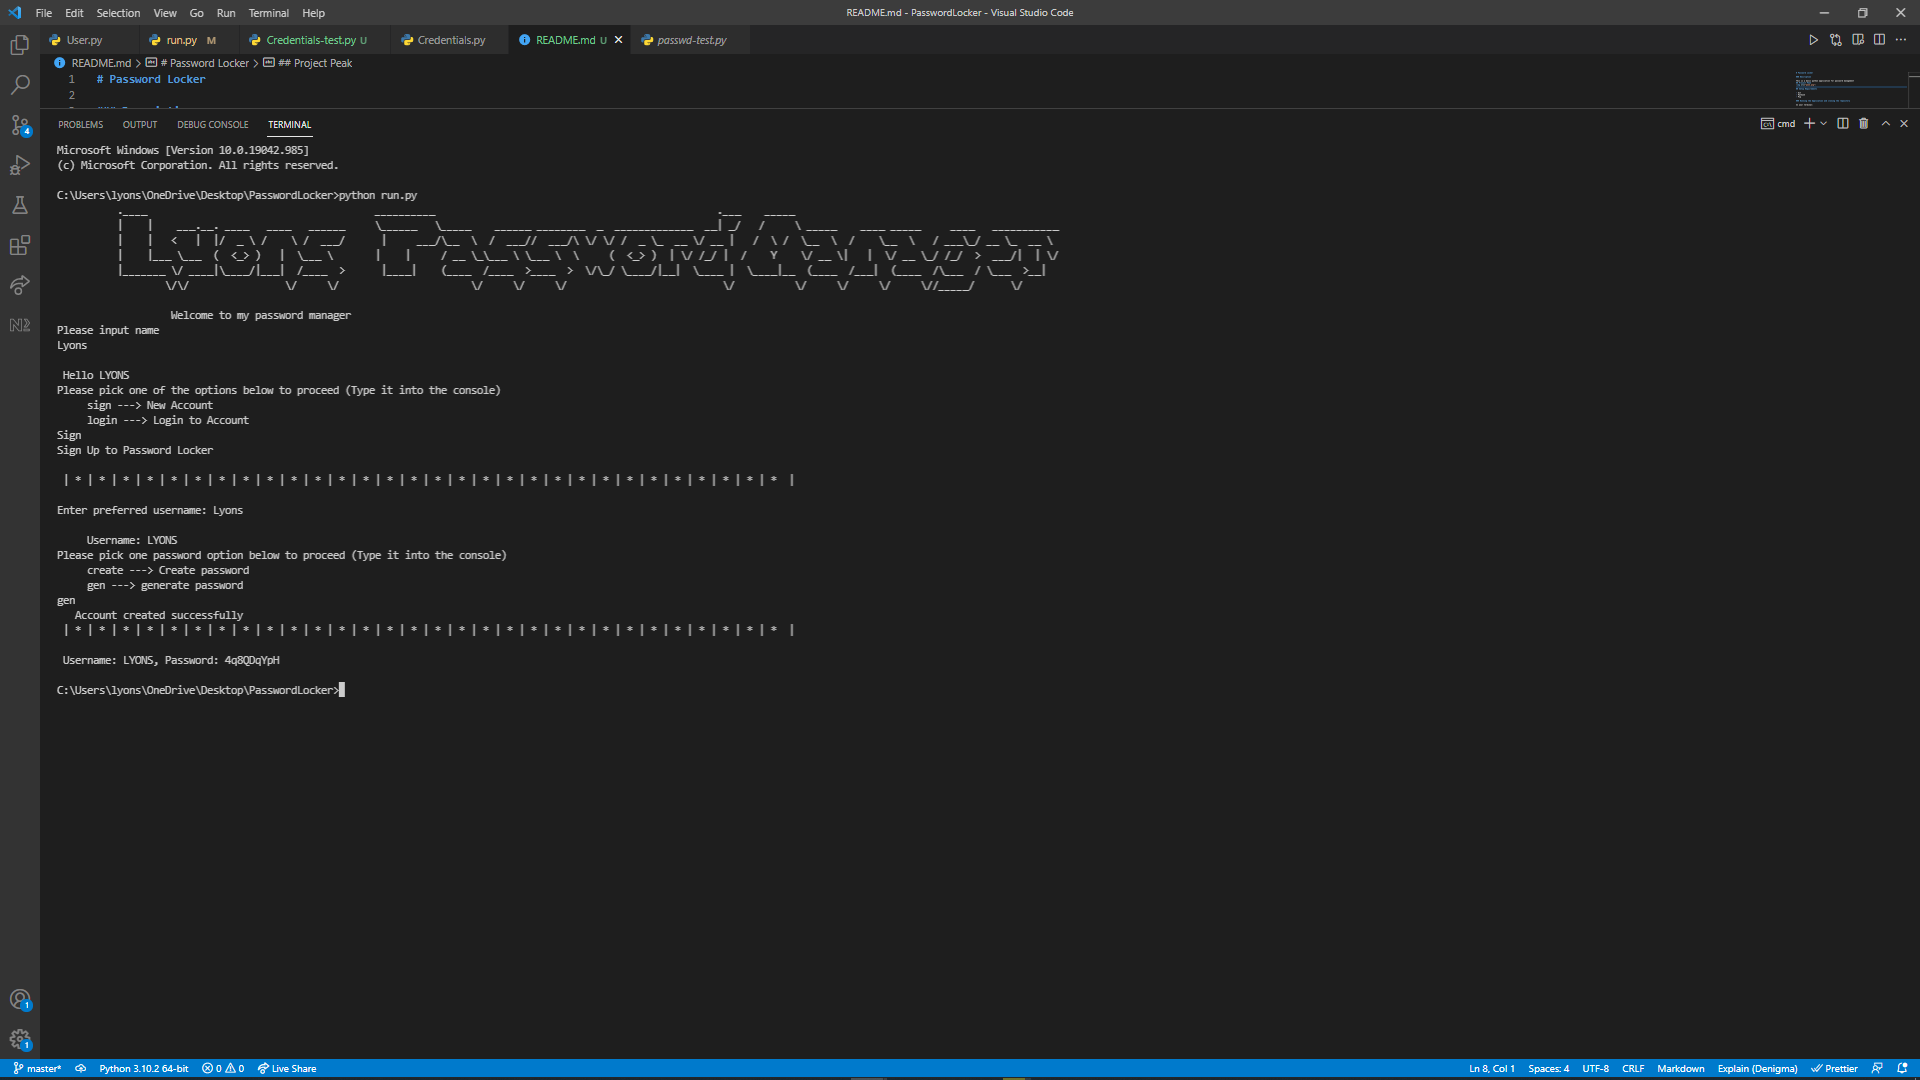 File Edit Selection View Go Run Terminal Help README.md - PasswordLocker - Visual Studio Code
User.py run.py M Credentials-test.py U Credentials.py README.md U passwd-test.py
README.md > # Password Locker > ## Project Peak
1 # Password Locker
2
PROBLEMS OUTPUT DEBUG CONSOLE TERMINAL cmd
Microsoft Windows [Version 10.0.19042.985]
(c) Microsoft Corporation. All rights reserved.
C:\Users\lyons\OneDrive\Desktop\PasswordLocker>python run.py
Welcome to my password manager
Please input name
Lyons
Hello LYONS
Please pick one of the options below to proceed (Type it into the console)
sign ---> New Account
login ---> Login to Account
Sign
Sign Up to Password Locker
| * | * | * | * | * | * | * | * | * | * | * | * | * | * | * | * | * | * | * | * | * | * | * | * | * | * | * | * | * | * |
Enter preferred username: Lyons
Username: LYONS
Please pick one password option below to proceed (Type it into the console)
create ---> Create password
gen ---> generate password
gen
Account created successfully
| * | * | * | * | * | * | * | * | * | * | * | * | * | * | * | * | * | * | * | * | * | * | * | * | * | * | * | * | * | * |
Username: LYONS, Password: 4q8QDqYpH
C:\Users\lyons\OneDrive\Desktop\PasswordLocker>
master* Python 3.10.2 64-bit 0 0 Live Share Ln 8, Col 1 Spaces: 4 UTF-8 CRLF Markdown Explain (Denigma) Prettier